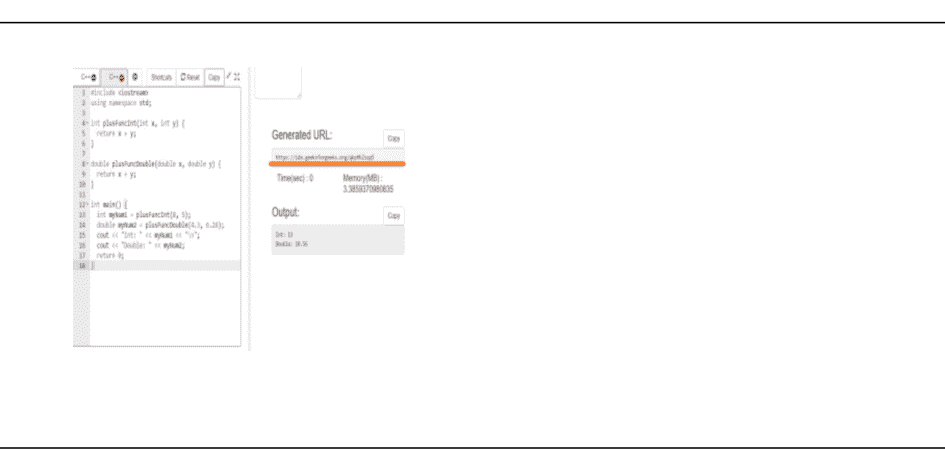 C++ C++ Shortcuts Reset Copy
1 #include <iostream>
2 using namespace std;
3
4 int plusFuncInt(int x, int y) {
5 return x + y;
6 }
7
8 double plusFuncDouble(double x, double y) {
9 return x + y;
10 }
11
12 int main() {
13 int myNum1 = plusFuncInt(8, 5);
14 double myNum2 = plusFuncDouble(4.3, 6.26);
15 cout << "Int: " << myNum1 << "\n";
16 cout << "Double: " << myNum2;
17 return 0;
18 }
Generated URL:
Copy
Time(sec) : 0
Memory(MB) :
3.3859370980835
Output:
Copy
Int: 13
Double: 10.56